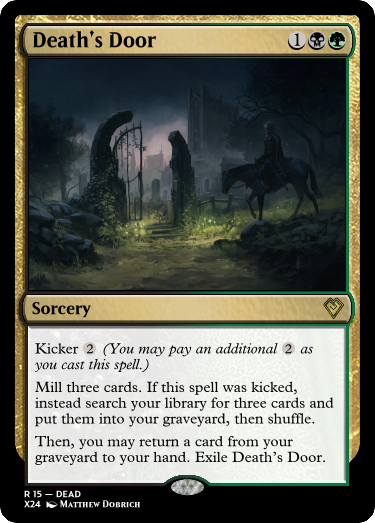 Death's Door 1
Sorcery
Kicker 2 (You may pay an additional 2 as
you cast this spell.)
Mill three cards. If this spell was kicked,
instead search your library for three cards and
put them into your graveyard, then shuffle.
Then, you may return a card from your
graveyard to your hand. Exile Death's Door.
R 15 — DEAD
X24 Matthew Dobrich